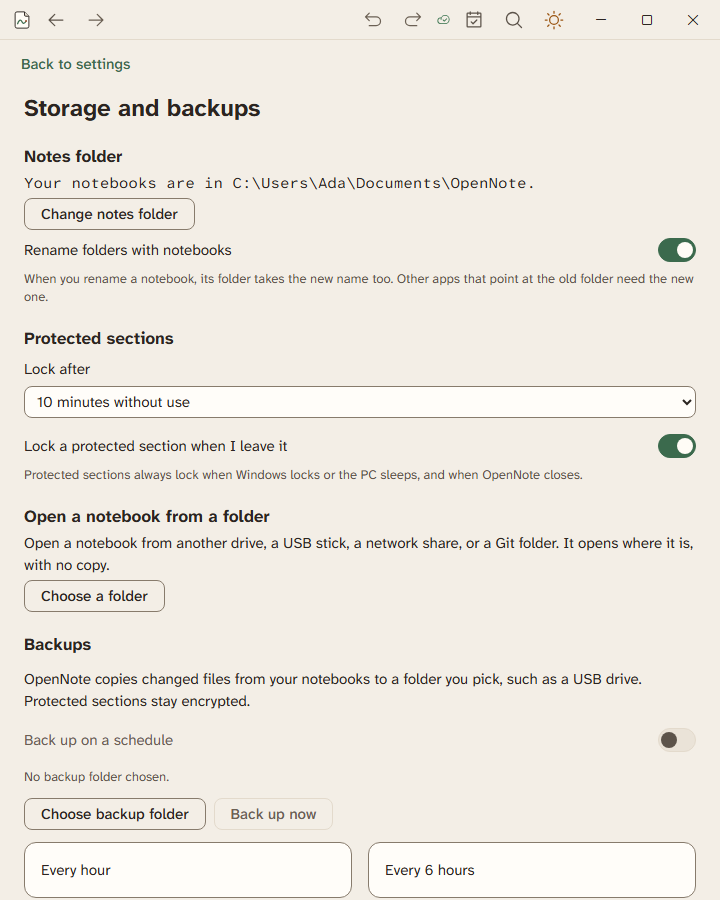 Back to settings
Storage and backups
Notes folder
Your notebooks are in C:\Users\Ada\Documents\OpenNote.
Change notes folder
Rename folders with notebooks
When you rename a notebook, its folder takes the new name too. Other apps that point at the old folder need the new
one.
Protected sections
Lock after
10 minutes without use
Lock a protected section when I leave it
Protected sections always lock when Windows locks or the PC sleeps, and when OpenNote closes.
Open a notebook from a folder
Open a notebook from another drive, a USB stick, a network share, or a Git folder. It opens where it is,
with no copy.
Choose a folder
Backups
OpenNote copies changed files from your notebooks to a folder you pick, such as a USB drive.
Protected sections stay encrypted.
Back up on a schedule
No backup folder chosen.
Choose backup folder
Back up now
Every hour
Every 6 hours